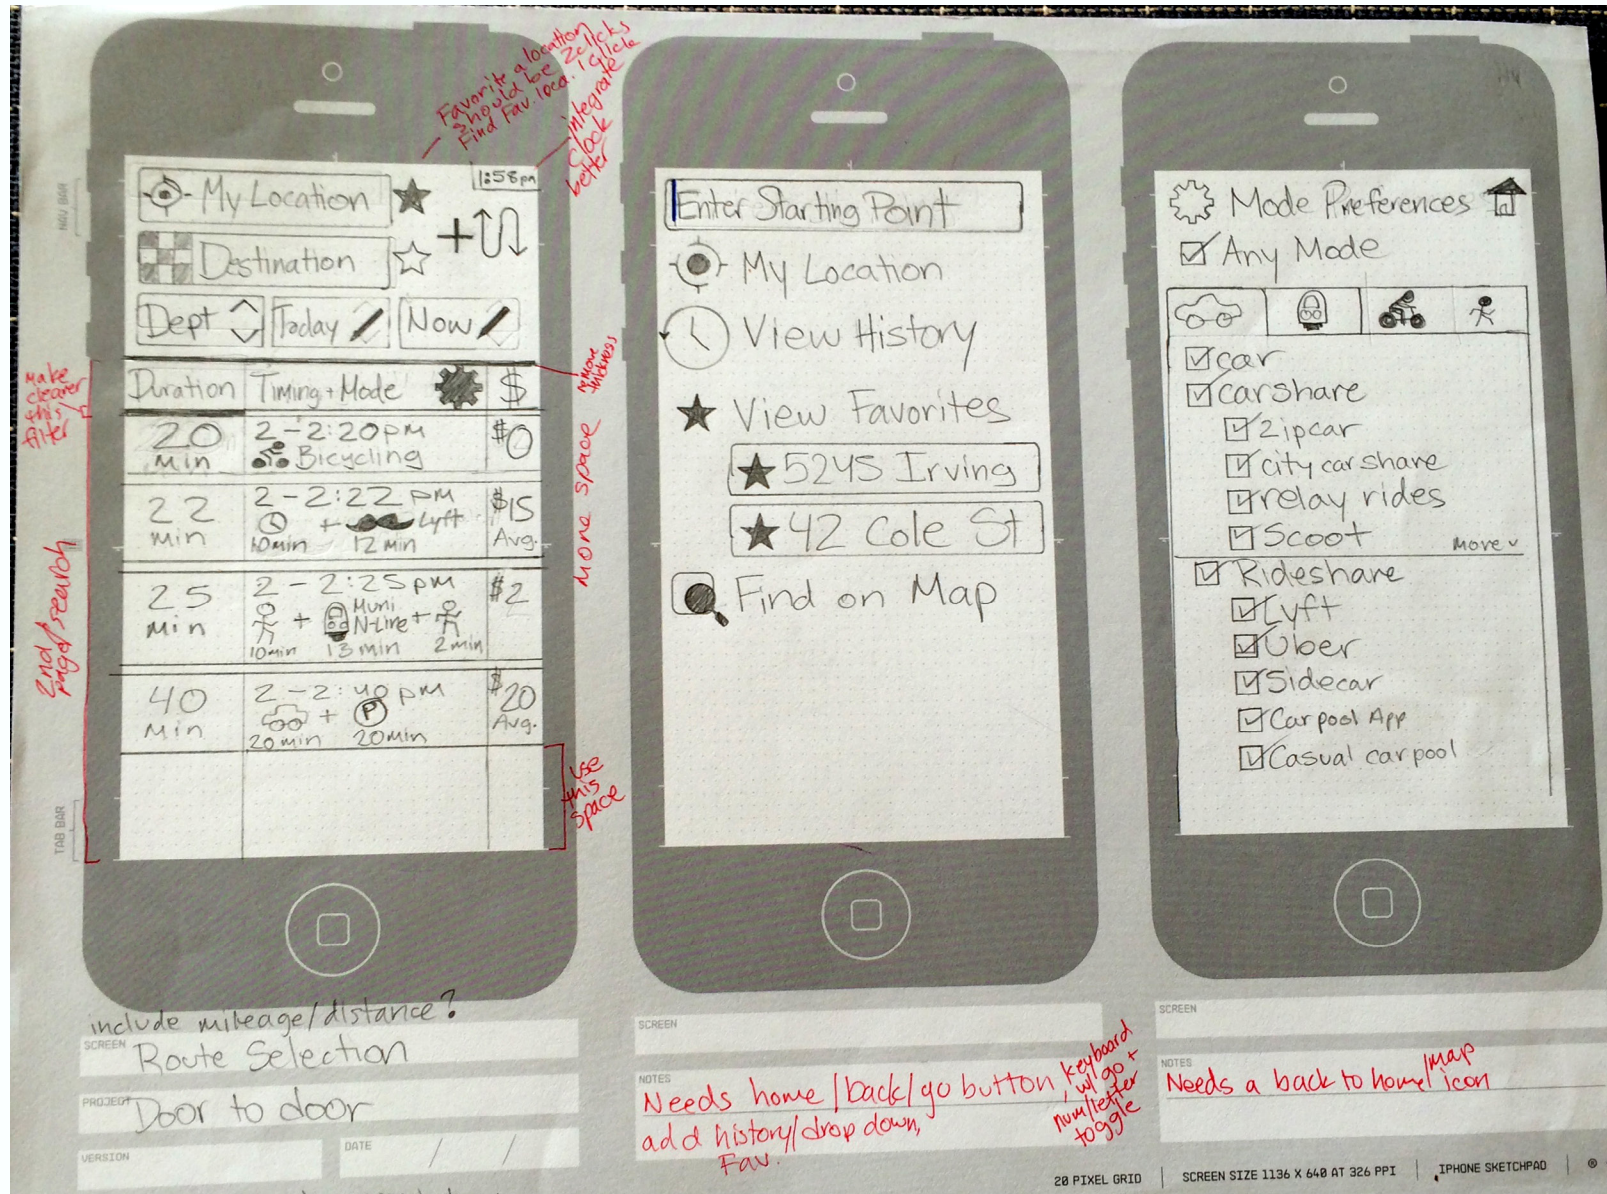 Favorite a location
should be 2 clicks
Find Fav. loca. 1 click
integrate
clock
better
NAV BAR
My Location
1:58pm
+
Destination
Dept
Today
Now
remove
thickness
Make
clearer
this
filter
Duration
Timing + Mode
$
20
min
2-2:20pm
Bicycling
$0
more space
22
min
2-2:22 pm
+ Lyft
10min 12 min
$15
Avg.
2nd
page/search
25
min
2-2:25pm
+ Muni
N-Line +
10min 13 min 2min
$2
40
Min
2-2:40pm
+ P
20min 20min
$20
Avg.
use
this
space
TAB BAR
include mileage/distance?
SCREEN Route Selection
PROJECT Door to door
VERSION
DATE / /
Enter Starting Point
My Location
View History
View Favorites
5245 Irving
42 Cole St
Find on Map
SCREEN
NOTES
Needs home/back/go button, keyboard
w/ go +
num/letter
toggle
add history/drop down,
Fav.
Mode Preferences
Any Mode
car
carshare
Zipcar
city carshare
relay rides
Scoot
more
Rideshare
Lyft
Uber
Sidecar
Carpool App
Casual carpool
SCREEN
NOTES
Needs a back to home/map
icon
20 PIXEL GRID | SCREEN SIZE 1136 X 640 AT 326 PPI | IPHONE SKETCHPAD | ®